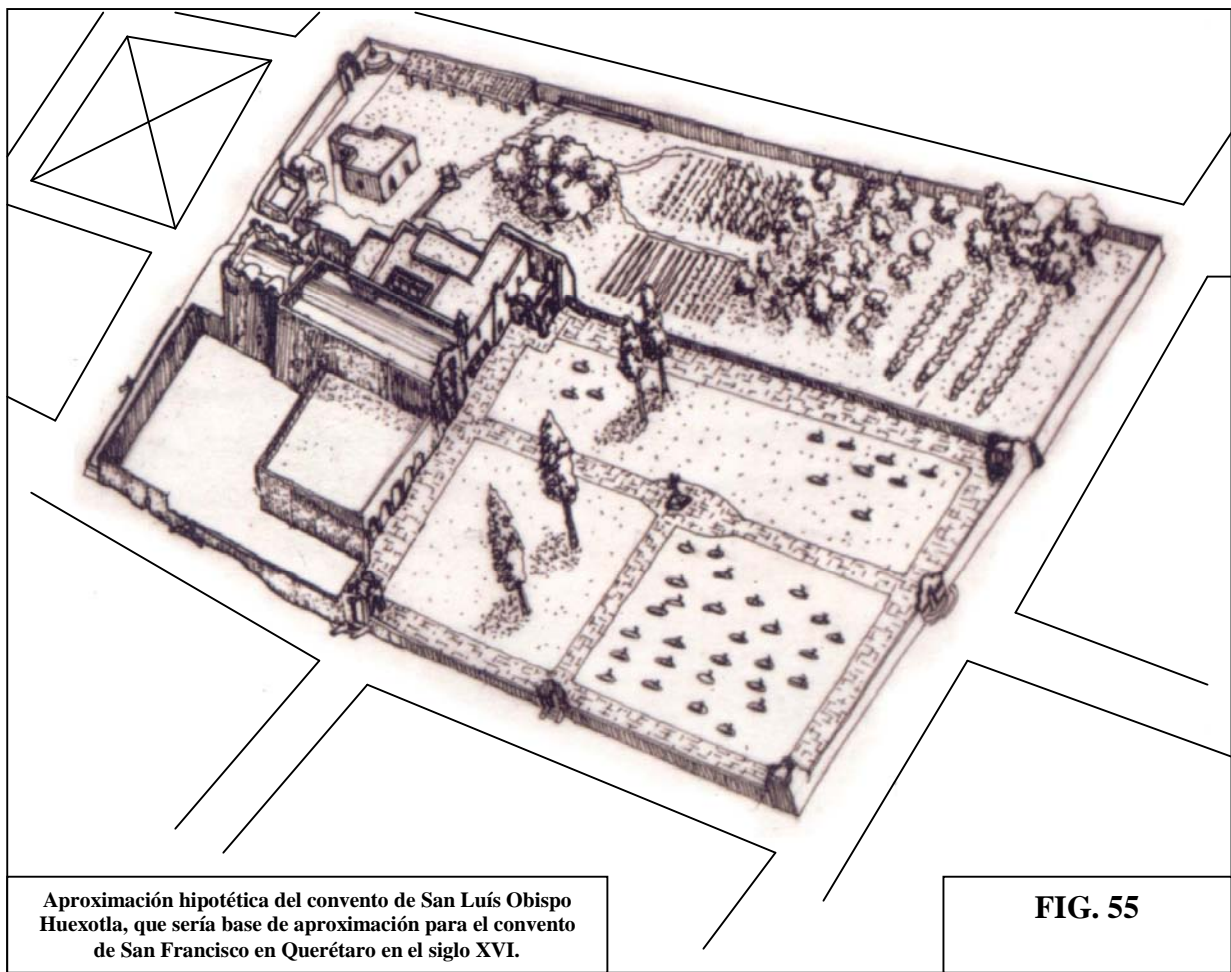 Aproximación hipotética del convento de San Luís Obispo
Huexotla, que sería base de aproximación para el convento
de San Francisco en Querétaro en el siglo XVI.
FIG. 55